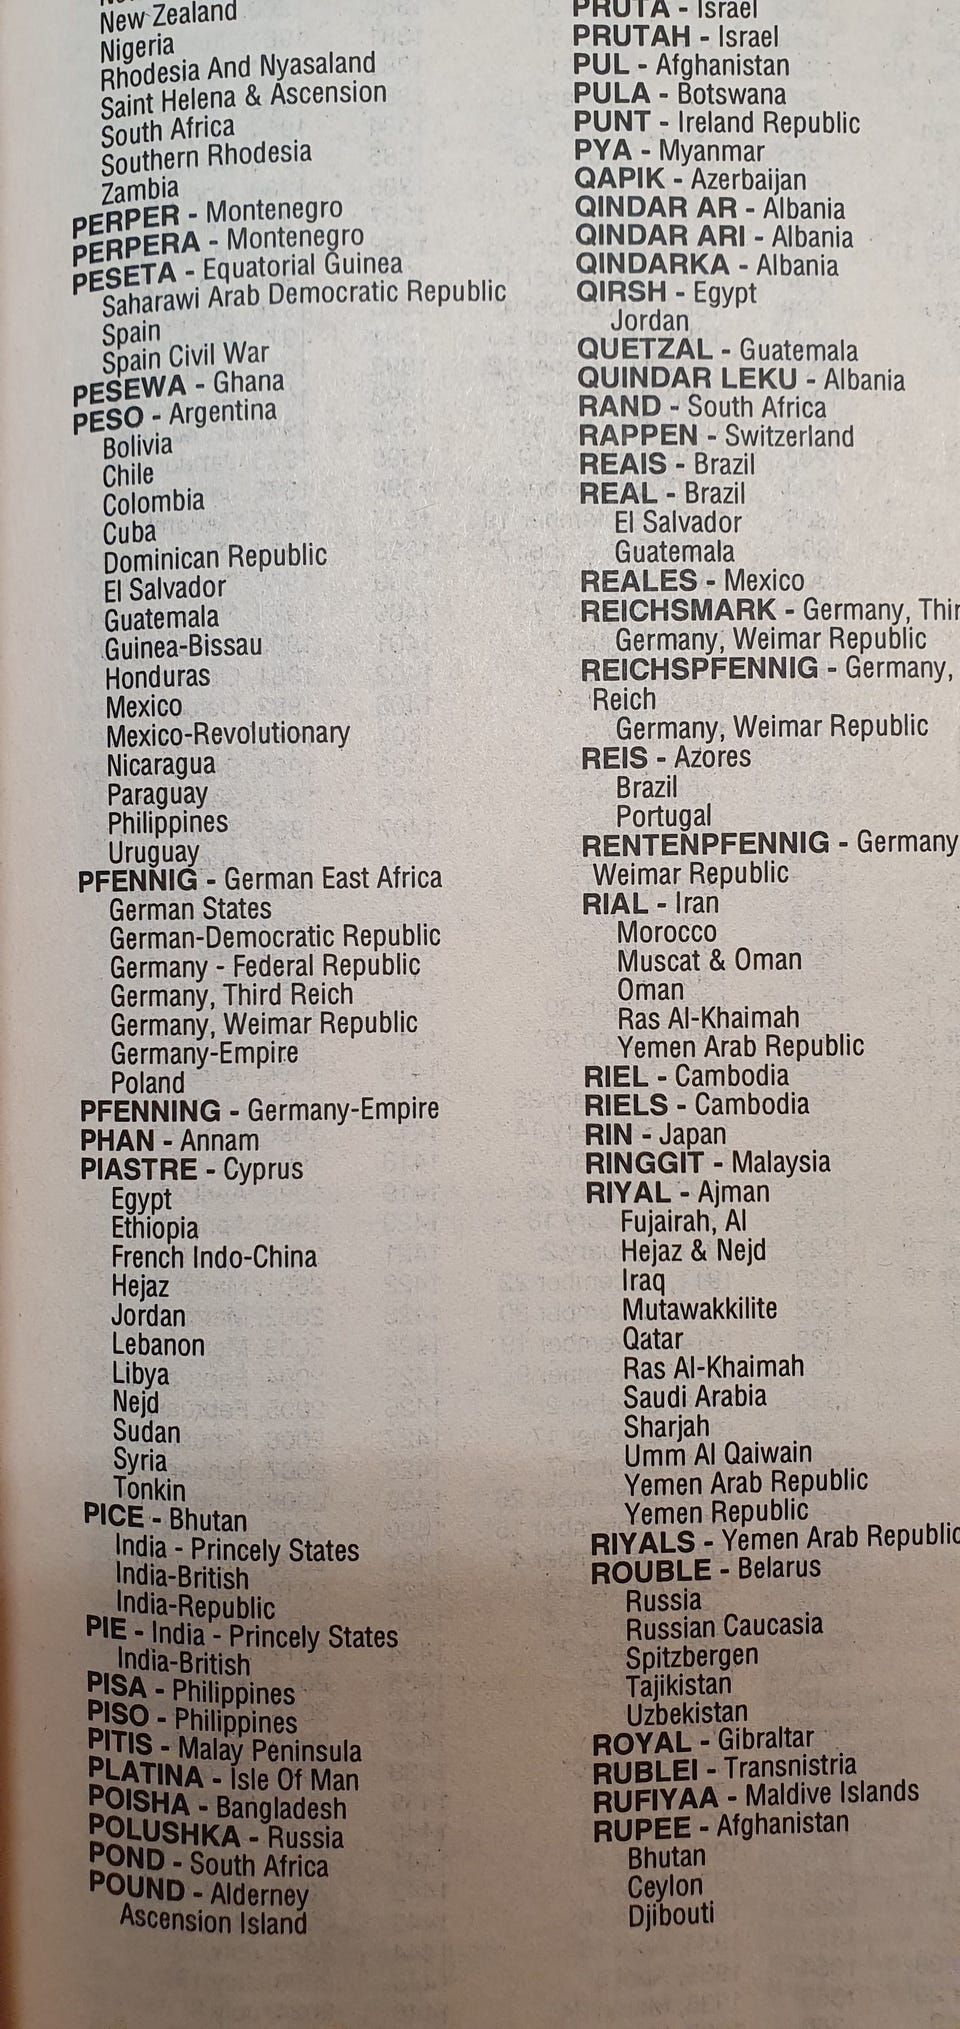 New Zealand
Nigeria
Rhodesia And Nyasaland
Saint Helena & Ascension
South Africa
Southern Rhodesia
Zambia
PERPER - Montenegro
PERPERA - Montenegro
PESETA - Equatorial Guinea
Saharawi Arab Democratic Republic
Spain
Spain Civil War
PESEWA - Ghana
PESO - Argentina
Bolivia
Chile
Colombia
Cuba
Dominican Republic
El Salvador
Guatemala
Guinea-Bissau
Honduras
Mexico
Mexico-Revolutionary
Nicaragua
Paraguay
Philippines
Uruguay
PFENNIG - German East Africa
German States
German-Democratic Republic
Germany - Federal Republic
Germany, Third Reich
Germany, Weimar Republic
Germany-Empire
Poland
PFENNING - Germany-Empire
PHAN - Annam
PIASTRE - Cyprus
Egypt
Ethiopia
French Indo-China
Hejaz
Jordan
Lebanon
Libya
Nejd
Sudan
Syria
Tonkin
PICE - Bhutan
India - Princely States
India-British
India-Republic
PIE - India - Princely States
India-British
PISA - Philippines
PISO - Philippines
PITIS - Malay Peninsula
PLATINA - Isle Of Man
POISHA - Bangladesh
POLUSHKA - Russia
POND - South Africa
POUND - Alderney
Ascension Island
PRUTA - Israel
PRUTAH - Israel
PUL - Afghanistan
PULA - Botswana
PUNT - Ireland Republic
PYA - Myanmar
QAPIK - Azerbaijan
QINDAR AR - Albania
QINDAR ARI - Albania
QINDARKA - Albania
QIRSH - Egypt
Jordan
QUETZAL - Guatemala
QUINDAR LEKU - Albania
RAND - South Africa
RAPPEN - Switzerland
REAIS - Brazil
REAL - Brazil
El Salvador
Guatemala
REALES - Mexico
REICHSMARK - Germany,
Germany, Weimar Republic
REICHSPFENNIG - Germany,
Reich
Germany, Weimar Republic
REIS - Azores
Brazil
Portugal
RENTENPFENNIG - Germany
Weimar Republic
RIAL - Iran
Morocco
Muscat & Oman
Oman
Ras Al-Khaimah
Yemen Arab Republic
RIEL - Cambodia
RIELS - Cambodia
RIN - Japan
RINGGIT - Malaysia
RIYAL - Ajman
Fujairah, Al
Hejaz & Nejd
Iraq
Mutawakkilite
Qatar
Ras Al-Khaimah
Saudi Arabia
Sharjah
Umm Al Qaiwain
Yemen Arab Republic
Yemen Republic
RIYALS - Yemen Arab Republic
ROUBLE - Belarus
Russia
Russian Caucasia
Spitzbergen
Tajikistan
Uzbekistan
ROYAL - Gibraltar
RUBLEI - Transnistria
RUFIYAA - Maldive Islands
RUPEE - Afghanistan
Bhutan
Ceylon
Djibouti